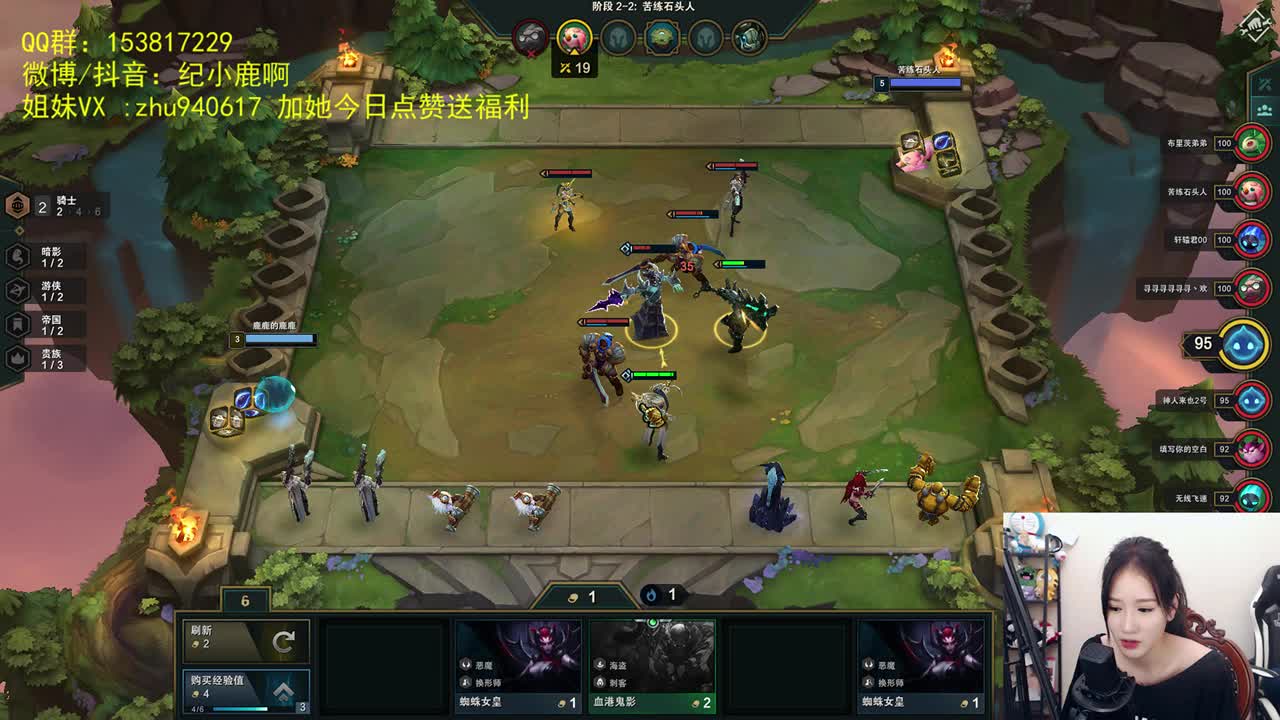 阶段 2-2: 苦练石头人
QQ群: 153817229
微博/抖音: 纪小鹿啊
姐妹VX :zhu940617 加她今日点赞送福利
19
苦练石头人
5
布里茨弟弟 100
苦练石头人 100
轩辕君00 100
寻寻寻寻寻寻丶欢 100
95
神人来也2号 95
填写你的空白 92
无线飞速 92
2 骑士
2 4 6
暗影
1/2
游侠
1/2
帝国
1/2
贵族
1/3
鹿鹿的鹿鹿
3
35
6
1
1
刷新
2
购买经验值
4
4/6
3
恶魔
换形师
蜘蛛女皇 1
海盗
刺客
血港鬼影 2
恶魔
换形师
蜘蛛女皇 1